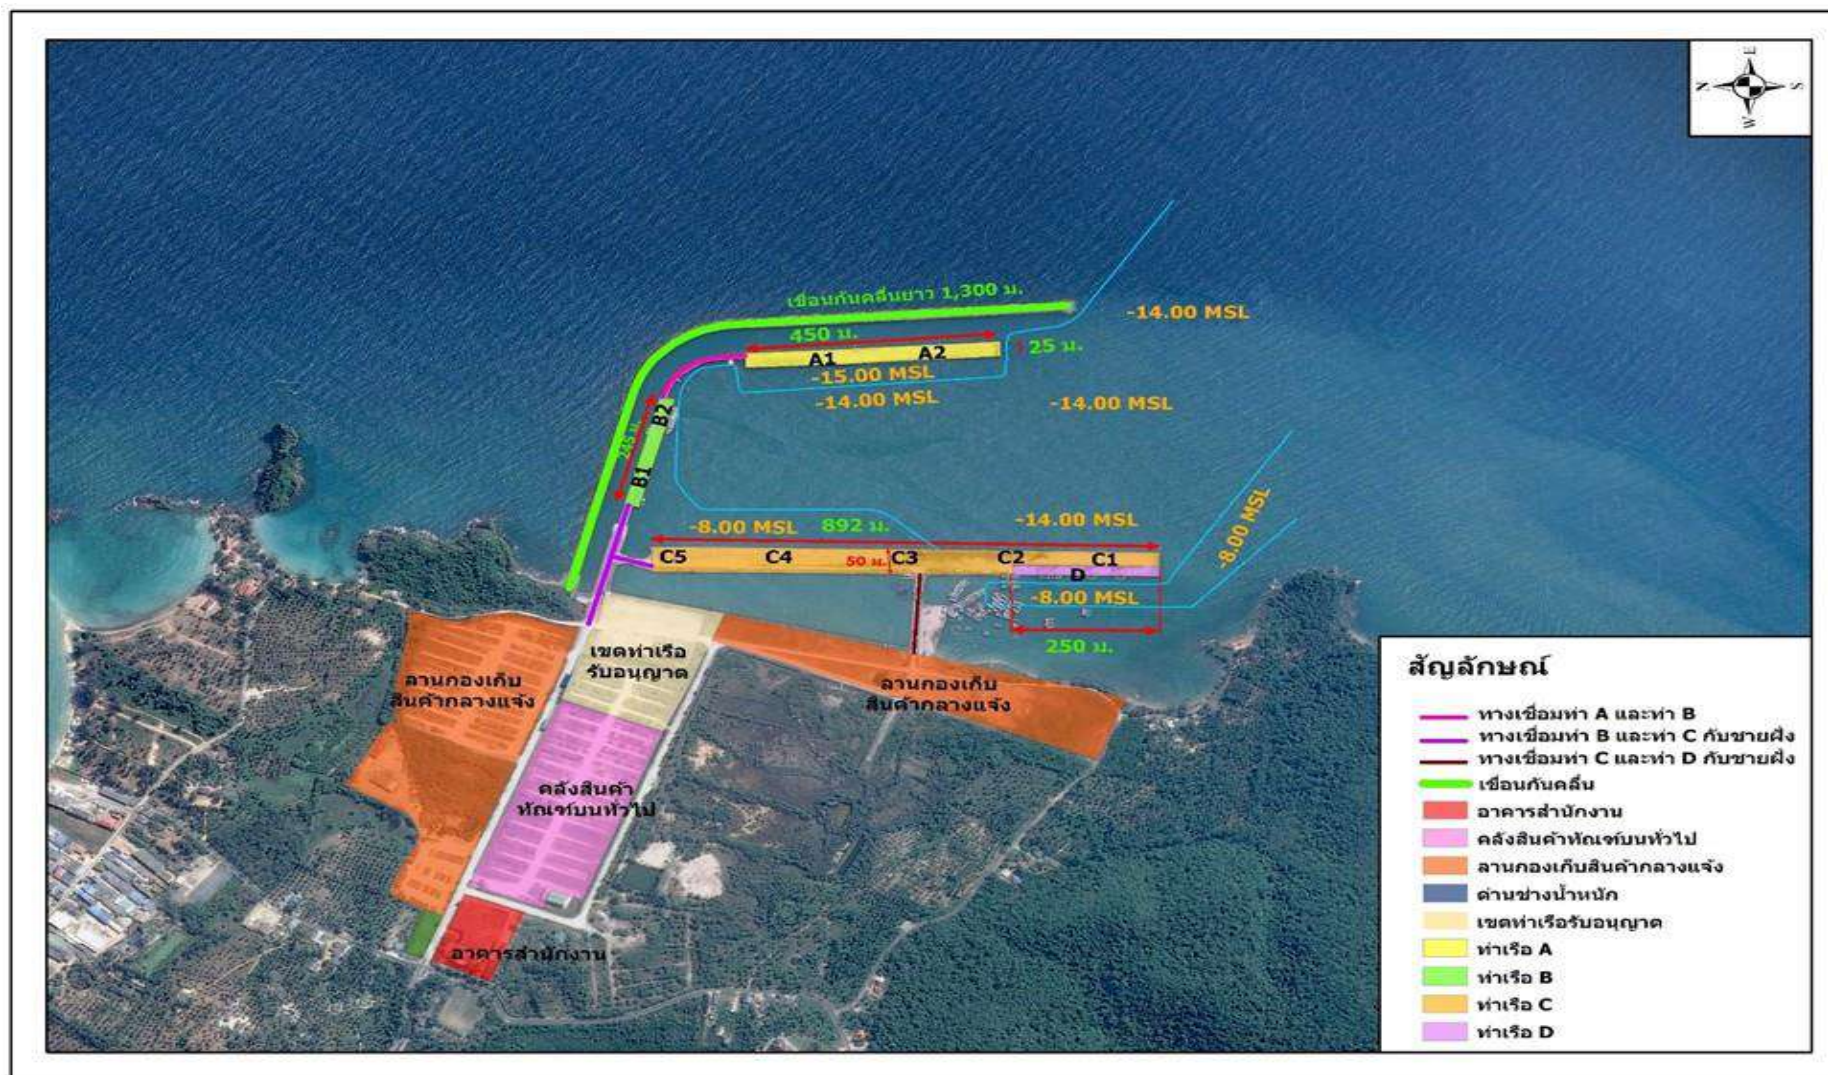 E
N
S
W
เขื่อนกันคลื่นยาว 1,300 ม.
-14.00 MSL
450 ม.
A1
A2
25 ม.
-15.00 MSL
-14.00 MSL
-14.00 MSL
B2
245 ม.
B1
-8.00 MSL
892 ม.
-14.00 MSL
-8.00 MSL
C5
C4
50 ม.
C3
C2
C1
D
-8.00 MSL
250 ม.
เขตท่าเรือ
รับอนุญาต
ลานกองเก็บ
สินค้ากลางแจ้ง
ลานกองเก็บ
สินค้ากลางแจ้ง
คลังสินค้า
ทัณฑ์บนทั่วไป
อาคารสำนักงาน
สัญลักษณ์
ทางเชื่อมท่า A และท่า B
ทางเชื่อมท่า B และท่า C กับชายฝั่ง
ทางเชื่อมท่า C และท่า D กับชายฝั่ง
เขื่อนกันคลื่น
อาคารสำนักงาน
คลังสินค้าทัณฑ์บนทั่วไป
ลานกองเก็บสินค้ากลางแจ้ง
ด่านช่างน้ำหนัก
เขตท่าเรือรับอนุญาต
ท่าเรือ A
ท่าเรือ B
ท่าเรือ C
ท่าเรือ D